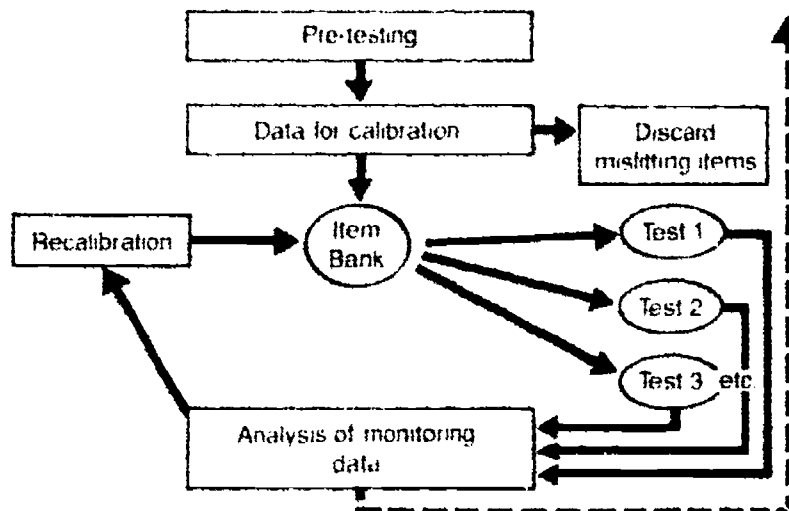 Pre-testing
Data for calibration
Discard
misfitting items
Recalibration
Item
Bank
Test 1
Test 2
Test 3 etc.
Analysis of monitoring
data